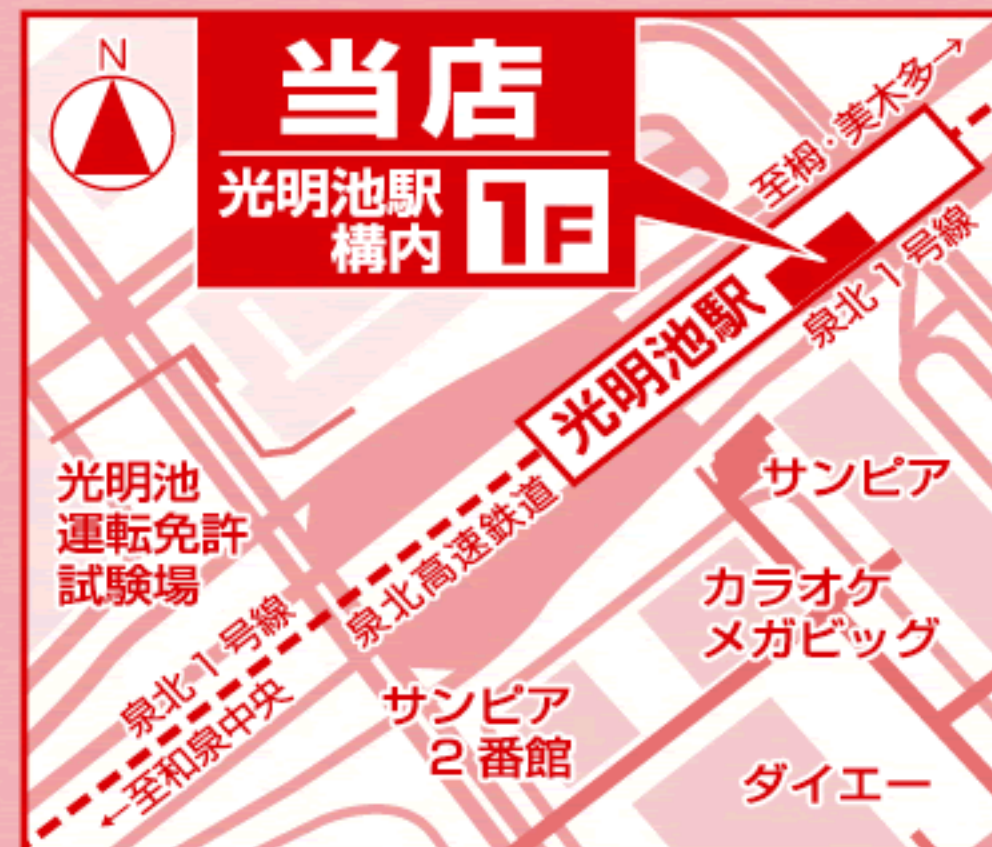 N
当店
光明池駅
構内
1F
至栂・美木多→
泉北1号線
光明池駅
サンピア
光明池
運転免許
試験場
泉北高速鉄道
カラオケ
メガビッグ
泉北1号線
←至和泉中央
サンピア
2番館
ダイエー